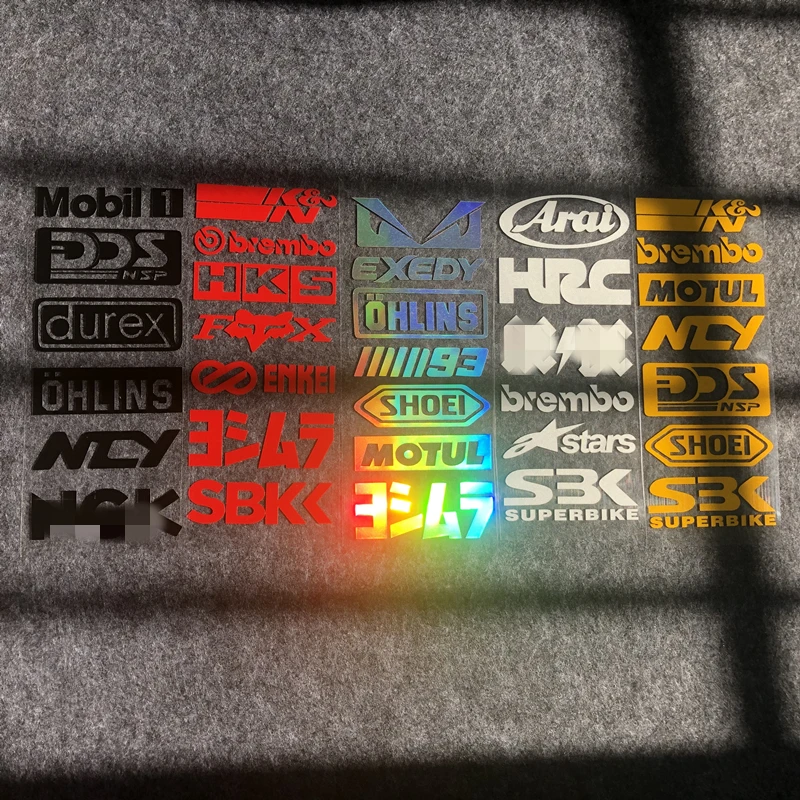 Mobil 1
DDS
NSP
durex
ÖHLINS
NCY
K&N
brembo
HKS
FOX
ENKEI
ヨシムラ
SBK
EXEDY
ÖHLINS
93
SHOEI
MOTUL
ヨシムラ
Arai
HRC
brembo
stars
SBK
SUPERBIKE
K&N
brembo
MOTUL
NCY
DDS
NSP
SHOEI
SBK
SUPERBIKE